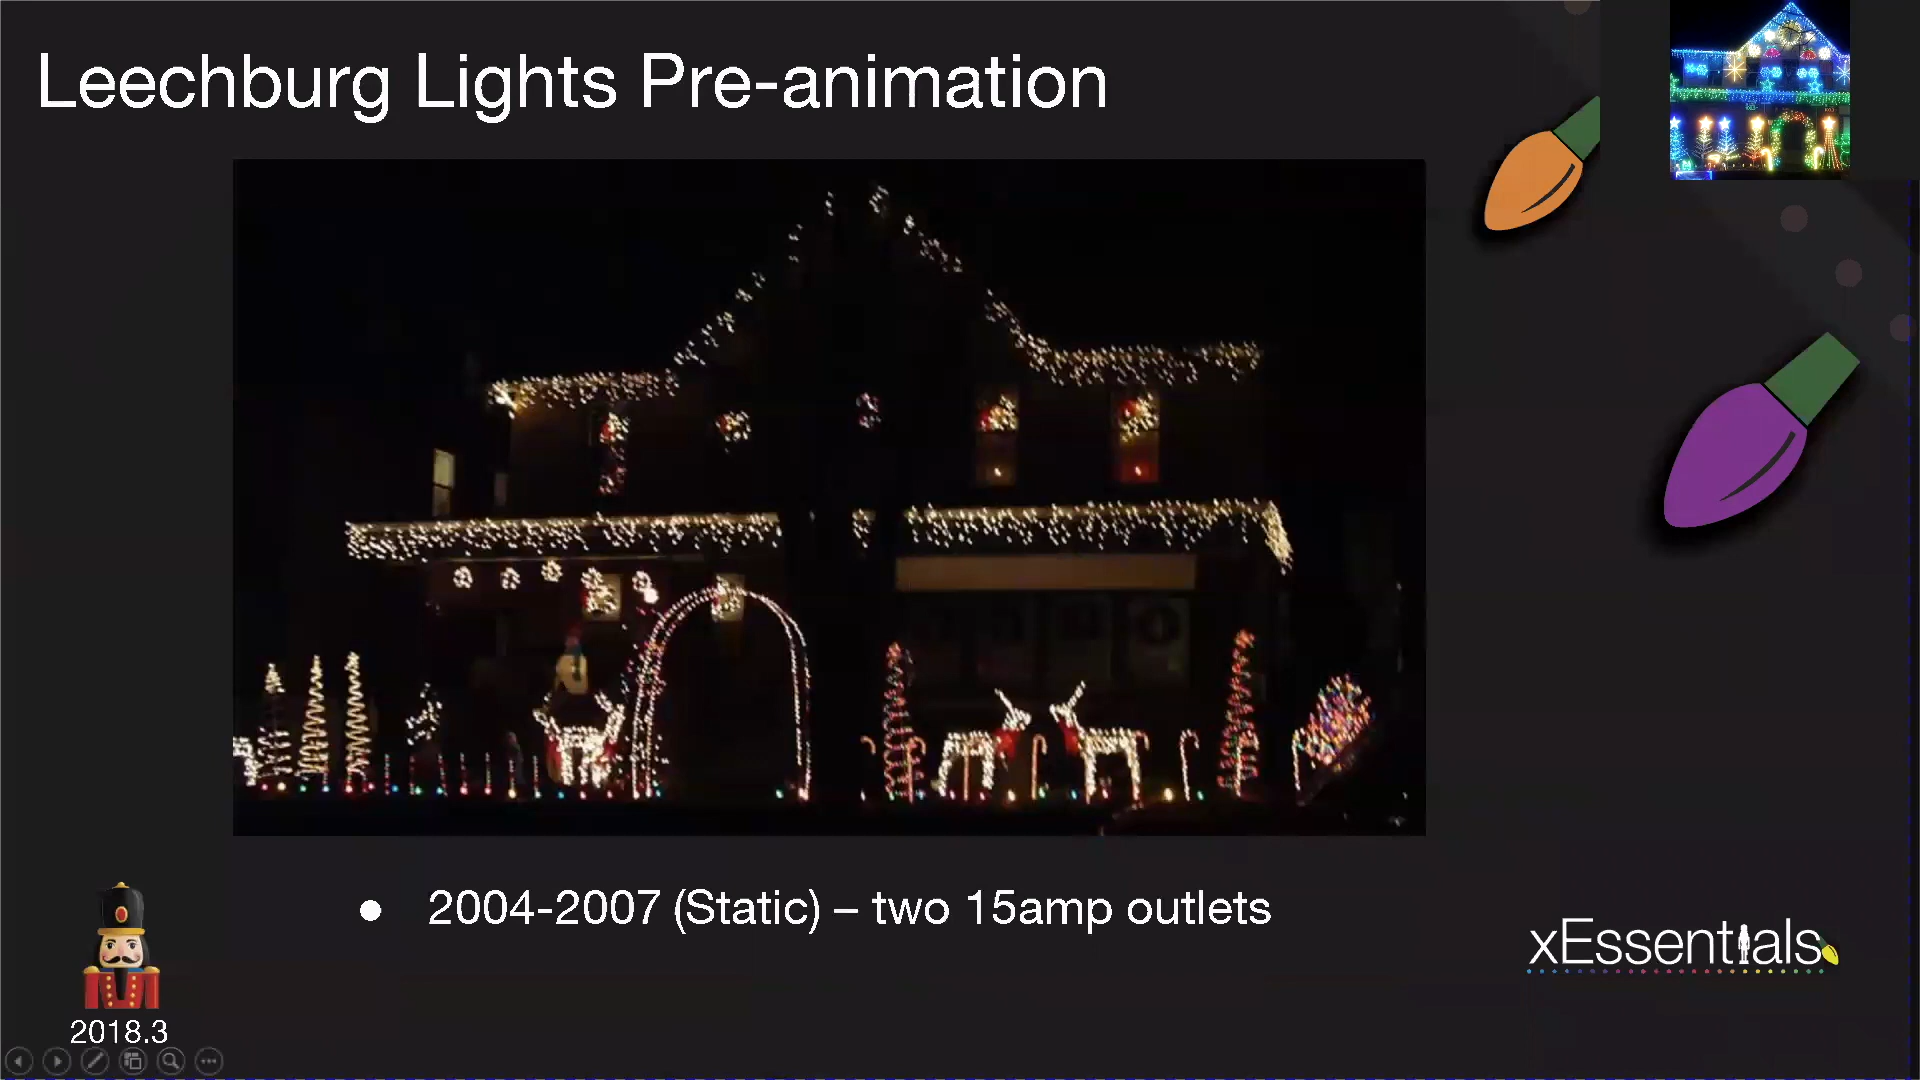 Leechburg Lights Pre-animation
● 2004-2007 (Static) – two 15amp outlets
xEssentials
2018.3